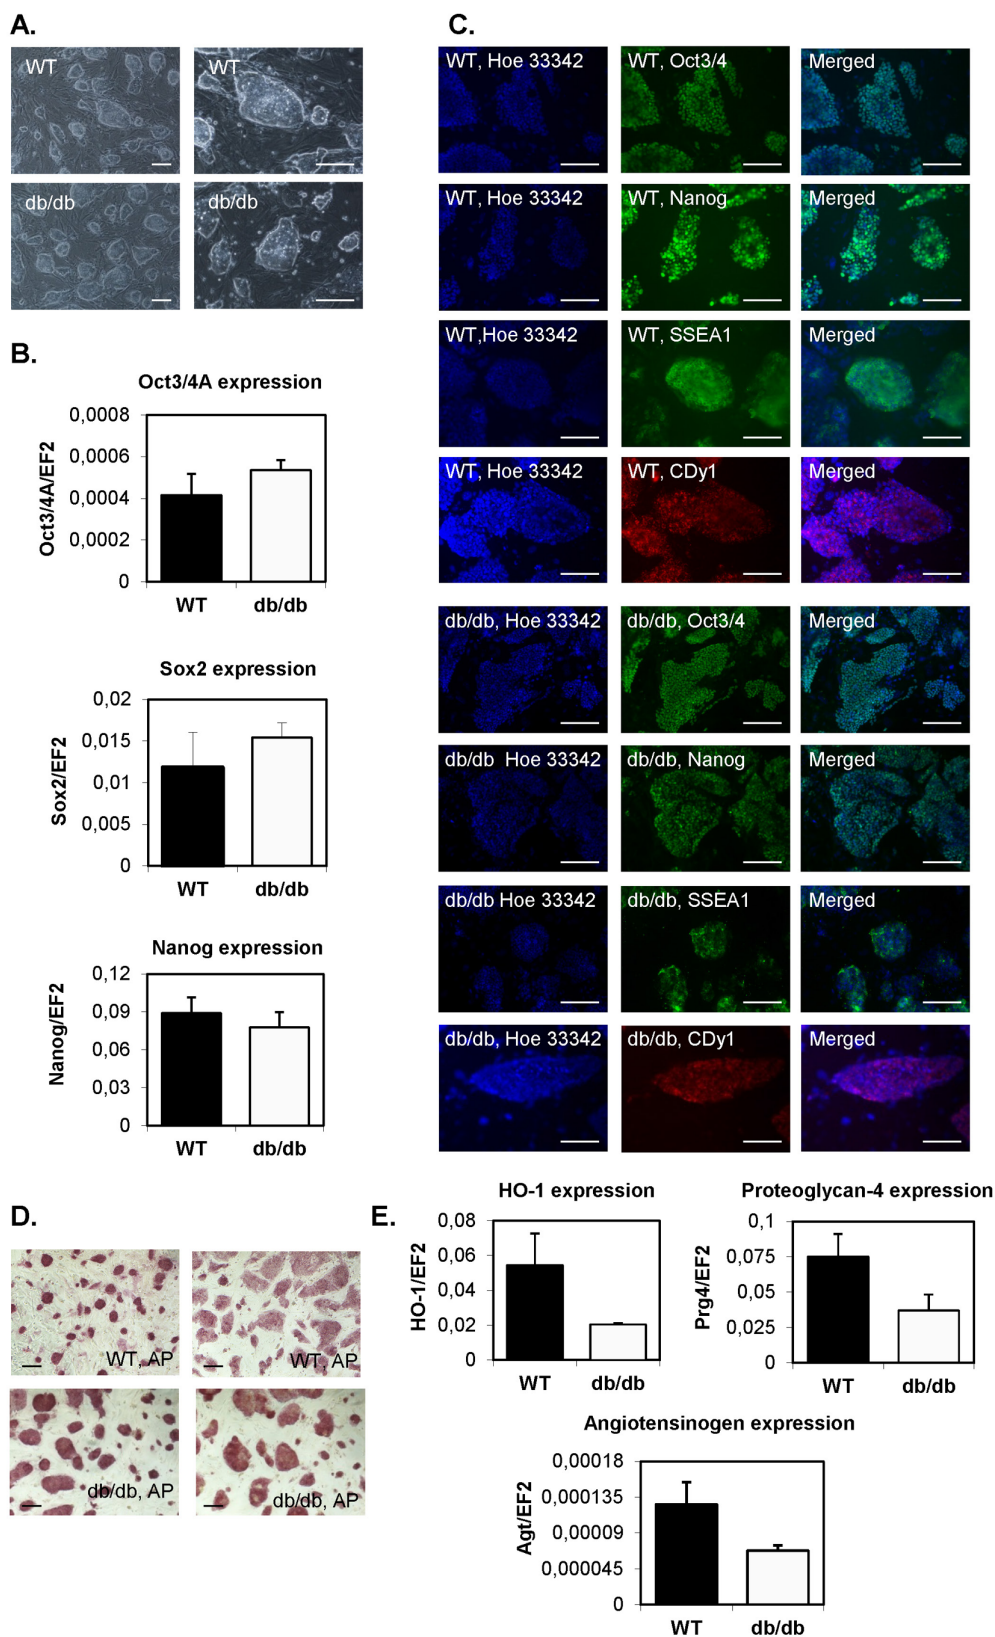 A.
WT
WT
db/db
db/db
B.
Oct3/4A expression
Oct3/4A/EF2
0,0008
0,0006
0,0004
0,0002
0
WT
db/db
Sox2 expression
Sox2/EF2
0,02
0,015
0,01
0,005
0
WT
db/db
Nanog expression
Nanog/EF2
0,12
0,09
0,06
0,03
0
WT
db/db
C.
WT, Hoe 33342
WT, Oct3/4
Merged
WT, Hoe 33342
WT, Nanog
Merged
WT,Hoe 33342
WT, SSEA1
Merged
WT, Hoe 33342
WT, CDy1
Merged
db/db, Hoe 33342
db/db, Oct3/4
Merged
db/db Hoe 33342
db/db, Nanog
Merged
db/db Hoe 33342
db/db, SSEA1
Merged
db/db, Hoe 33342
db/db, CDy1
Merged
D.
WT, AP
WT, AP
db/db, AP
db/db, AP
E.
HO-1 expression
HO-1/EF2
0,08
0,06
0,04
0,02
0
WT
db/db
Proteoglycan-4 expression
Prg4/EF2
0,1
0,075
0,05
0,025
0
WT
db/db
Angiotensinogen expression
Agt/EF2
0,00018
0,000135
0,00009
0,000045
0
WT
db/db